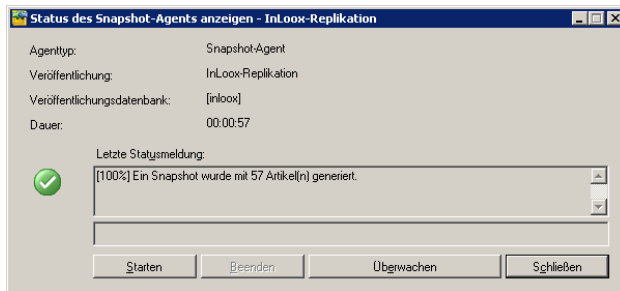 Status des Snapshot-Agents anzeigen - InLoox-Replikation
Agenttyp: Snapshot-Agent
Veröffentlichung: InLoox-Replikation
Veröffentlichungsdatenbank: [inloox]
Dauer: 00:00:57
Letzte Statusmeldung:
[100%] Ein Snapshot wurde mit 57 Artikel(n) generiert.
Starten Beenden Überwachen Schließen